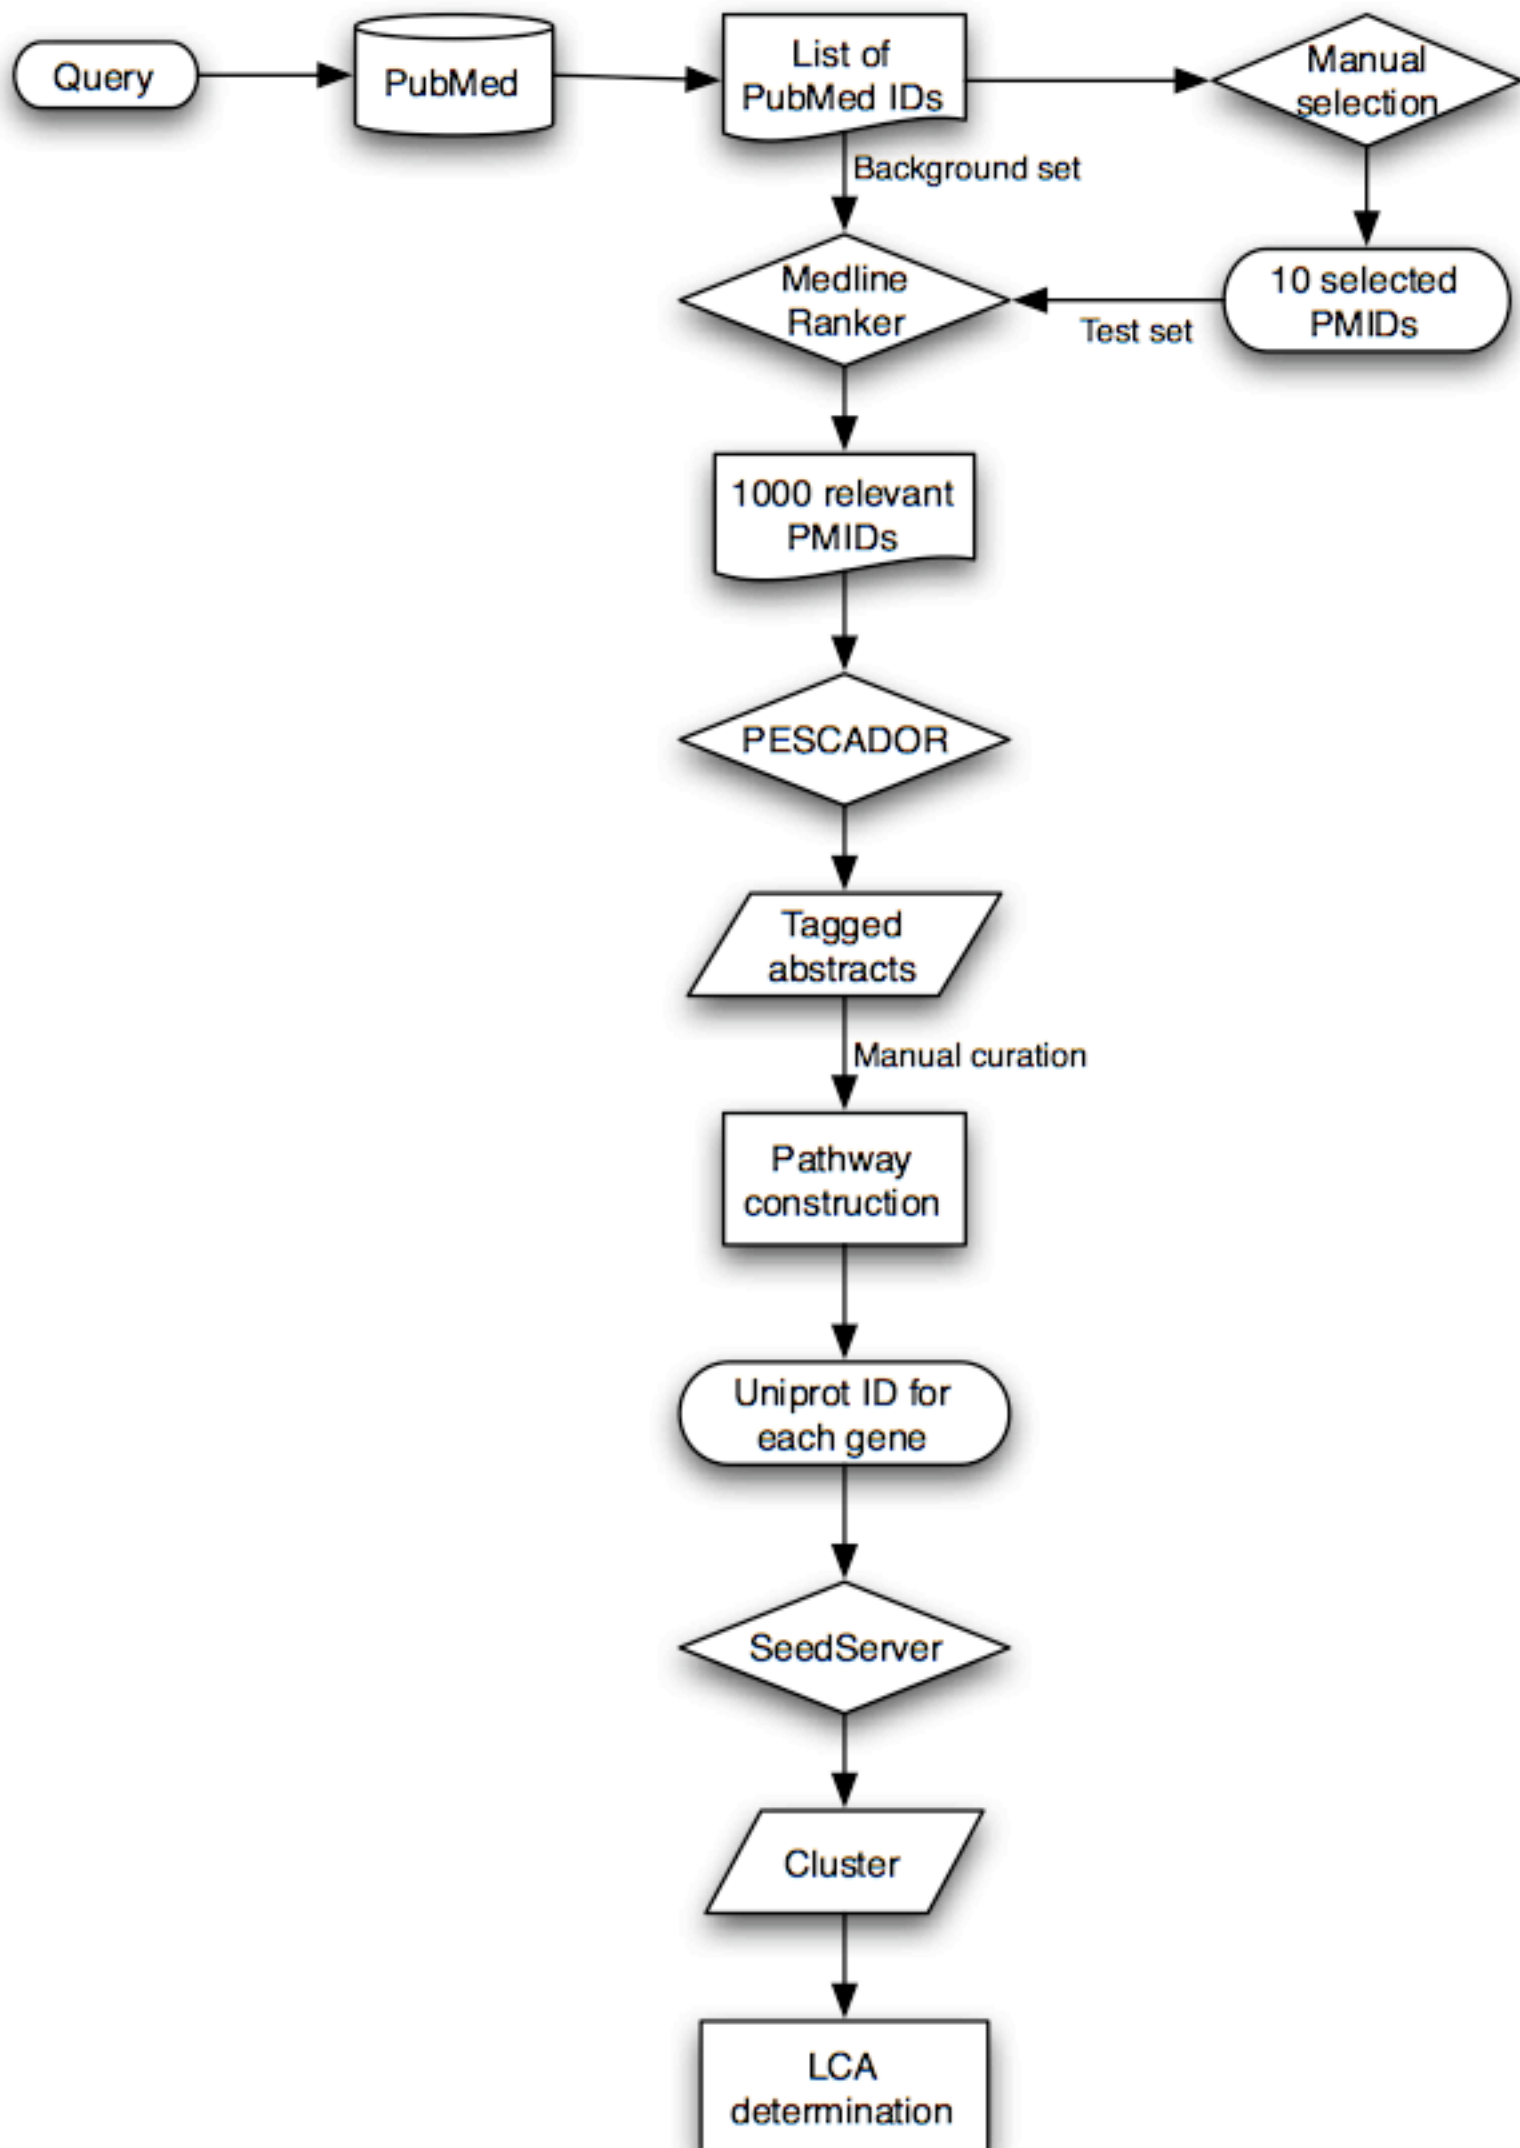 Query
PubMed
List of
PubMed IDs
Manual
selection
Background set
Medline
Ranker
Test set
10 selected
PMIDs
1000 relevant
PMIDs
PESCADOR
Tagged
abstracts
Manual curation
Pathway
construction
Uniprot ID for
each gene
SeedServer
Cluster
LCA
determination